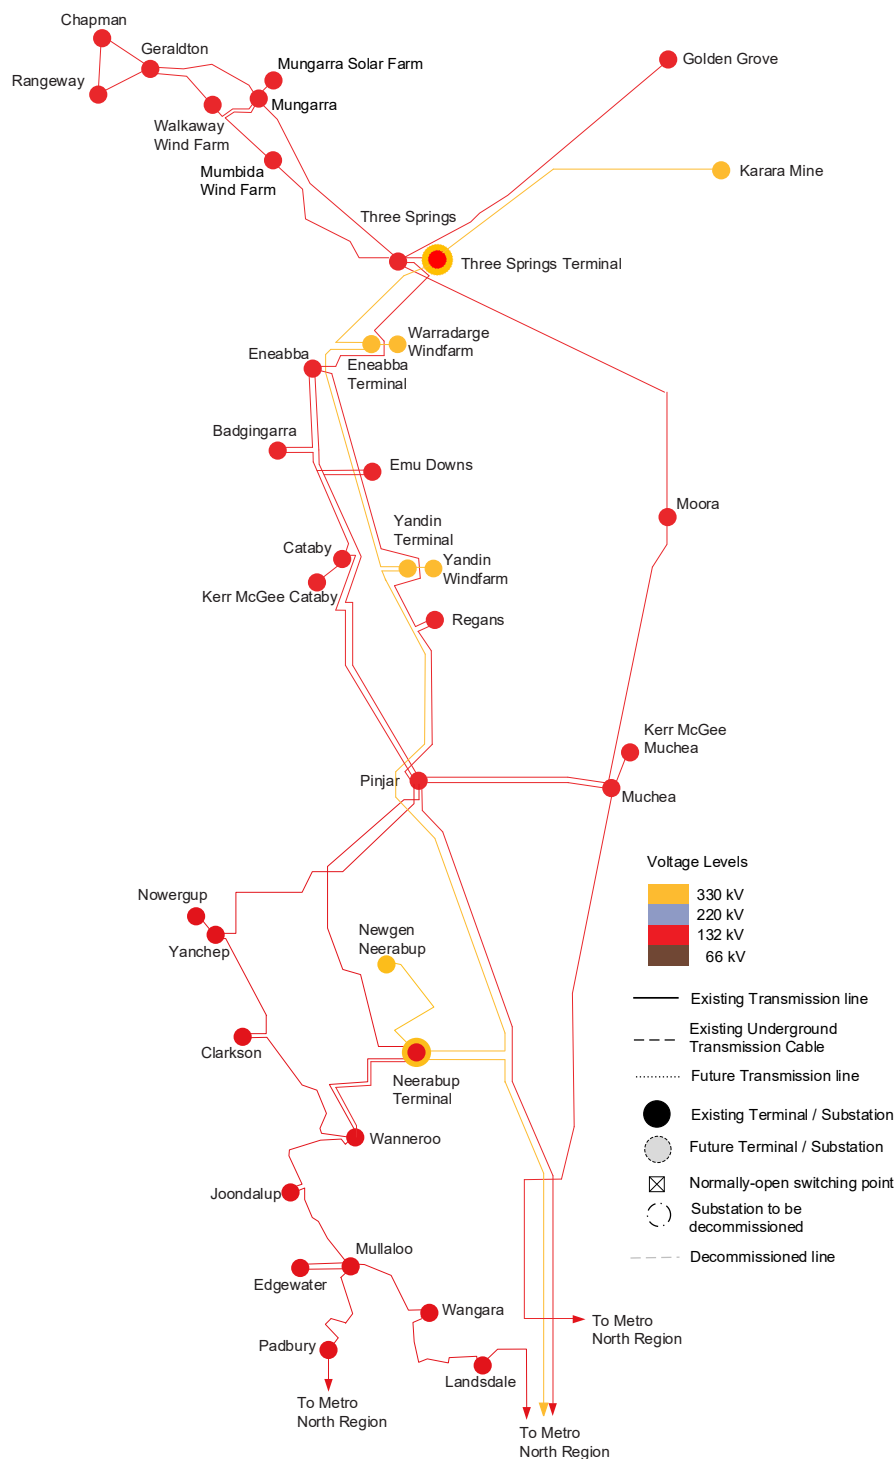 Chapman
Geraldton
Rangeway
Mungarra Solar Farm
Mungarra
Walkaway
Wind Farm
Mumbida
Wind Farm
Golden Grove
Karara Mine
Three Springs
Three Springs Terminal
Warradarge
Windfarm
Eneabba
Eneabba
Terminal
Badgingarra
Emu Downs
Moora
Yandin
Terminal
Cataby
Yandin
Windfarm
Kerr McGee Cataby
Regans
Kerr McGee
Muchea
Pinjar
Muchea
Voltage Levels
330 kV
220 kV
132 kV
66 kV
Nowergup
Yanchep
Newgen
Neerabup
Existing Transmission line
Existing Underground
Transmission Cable
Clarkson
Future Transmission line
Neerabup
Terminal
Existing Terminal / Substation
Wanneroo
Future Terminal / Substation
Normally-open switching point
Joondalup
Substation to be
decommissioned
Mullaloo
Decommissioned line
Edgewater
Wangara
To Metro
North Region
Padbury
Landsdale
To Metro
North Region
To Metro
North Region